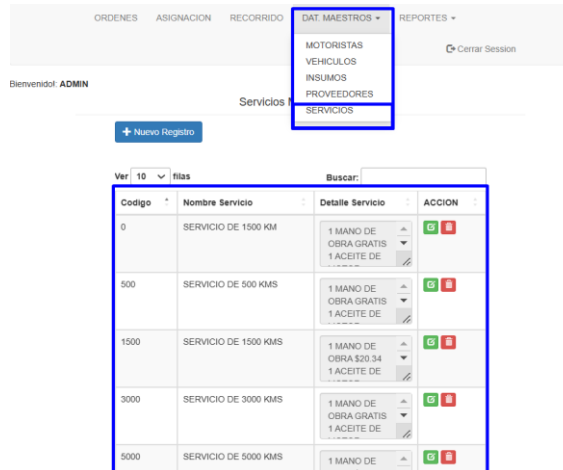 ORDENES ASIGNACION RECORRIDO DAT. MAESTROS REPORTES
MOTORISTAS
VEHICULOS
INSUMOS
PROVEEDORES
SERVICIOS
Cerrar Session
Bienvenido!: ADMIN
Servicios
Nuevo Registro
Ver 10 filas Buscar:
Codigo Nombre Servicio Detalle Servicio ACCION
0 SERVICIO DE 1500 KM 1 MANO DE
OBRA GRATIS
1 ACEITE DE
500 SERVICIO DE 500 KMS 1 MANO DE
OBRA GRATIS
1 ACEITE DE
1500 SERVICIO DE 1500 KMS 1 MANO DE
OBRA $20.34
1 ACEITE DE
3000 SERVICIO DE 3000 KMS 1 MANO DE
OBRA GRATIS
1 ACEITE DE
5000 SERVICIO DE 5000 KMS 1 MANO DE